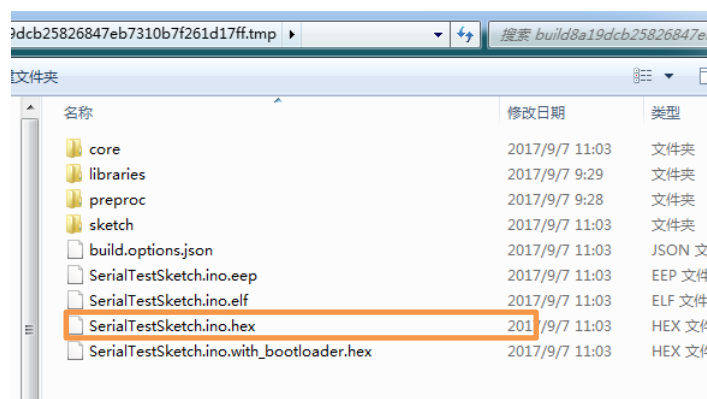 9dcb25826847eb7310b7f261d17ff.tmp
搜索 build8a19dcb25826847e
文件夹
名称 修改日期 类型
core 2017/9/7 11:03 文件夹
libraries 2017/9/7 9:29 文件夹
preproc 2017/9/7 9:28 文件夹
sketch 2017/9/7 11:03 文件夹
build.options.json 2017/9/7 11:03 JSON 文
SerialTestSketch.ino.eep 2017/9/7 11:03 EEP 文件
SerialTestSketch.ino.elf 2017/9/7 11:03 ELF 文件
SerialTestSketch.ino.hex 2017/9/7 11:03 HEX 文件
SerialTestSketch.ino.with_bootloader.hex 2017/9/7 11:03 HEX 文件